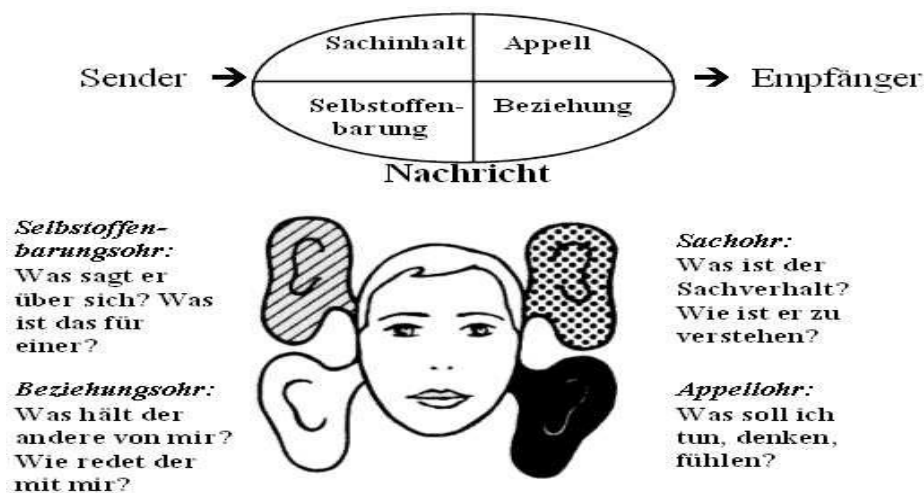 Sachinhalt Appell
Sender → → Empfänger
Selbstoffen-
barung
Beziehung
Nachricht
Selbstoffen-
barungsohr:
Was sagt er
über sich? Was
ist das für
einer?
Sachohr:
Was ist der
Sachverhalt?
Wie ist er zu
verstehen?
Beziehungsohr:
Was hält der
andere von mir?
Wie redet der
mit mir?
Appellohr:
Was soll ich
tun, denken,
fühlen?